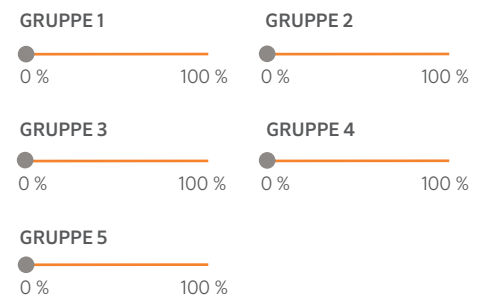 GRUPPE 1
0 % 100 %
GRUPPE 2
0 % 100 %
GRUPPE 3
0 % 100 %
GRUPPE 4
0 % 100 %
GRUPPE 5
0 % 100 %